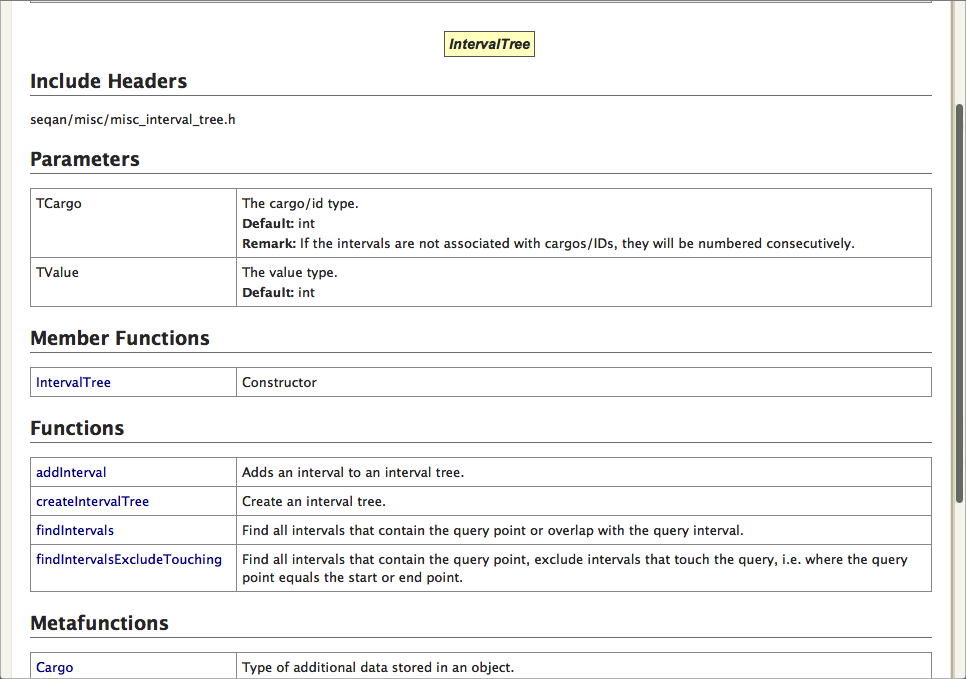 IntervalTree
Include Headers
seqan/misc/misc_interval_tree.h
Parameters
TCargo
The cargo/id type.
Default: int
Remark: If the intervals are not associated with cargos/IDs, they will be numbered consecutively.
TValue
The value type.
Default: int
Member Functions
IntervalTree
Constructor
Functions
addInterval
Adds an interval to an interval tree.
createIntervalTree
Create an interval tree.
findIntervals
Find all intervals that contain the query point or overlap with the query interval.
findIntervalsExcludeTouching
Find all intervals that contain the query point, exclude intervals that touch the query, i.e. where the query
point equals the start or end point.
Metafunctions
Cargo
Type of additional data stored in an object.